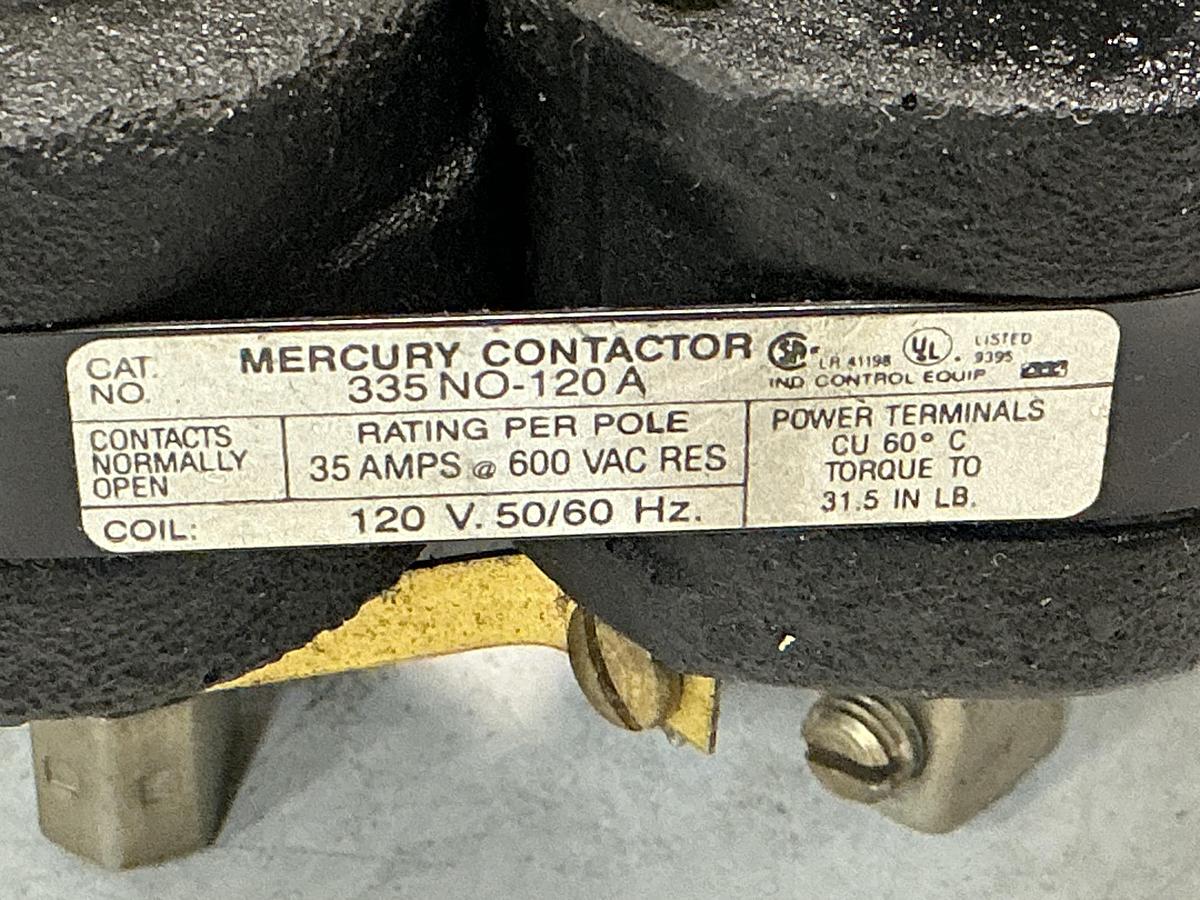 CAT.
NO.
MERCURY CONTACTOR
335 NO-120 A
SA
LR 41198
UL
LISTED
9395
IND. CONTROL EQUIP
CONTACTS
NORMALLY
OPEN
RATING PER POLE
35 AMPS @ 600 VAC RES
COIL: 120 V. 50/60 Hz.
POWER TERMINALS
CU 60° C
TORQUE TO
31.5 IN LB.